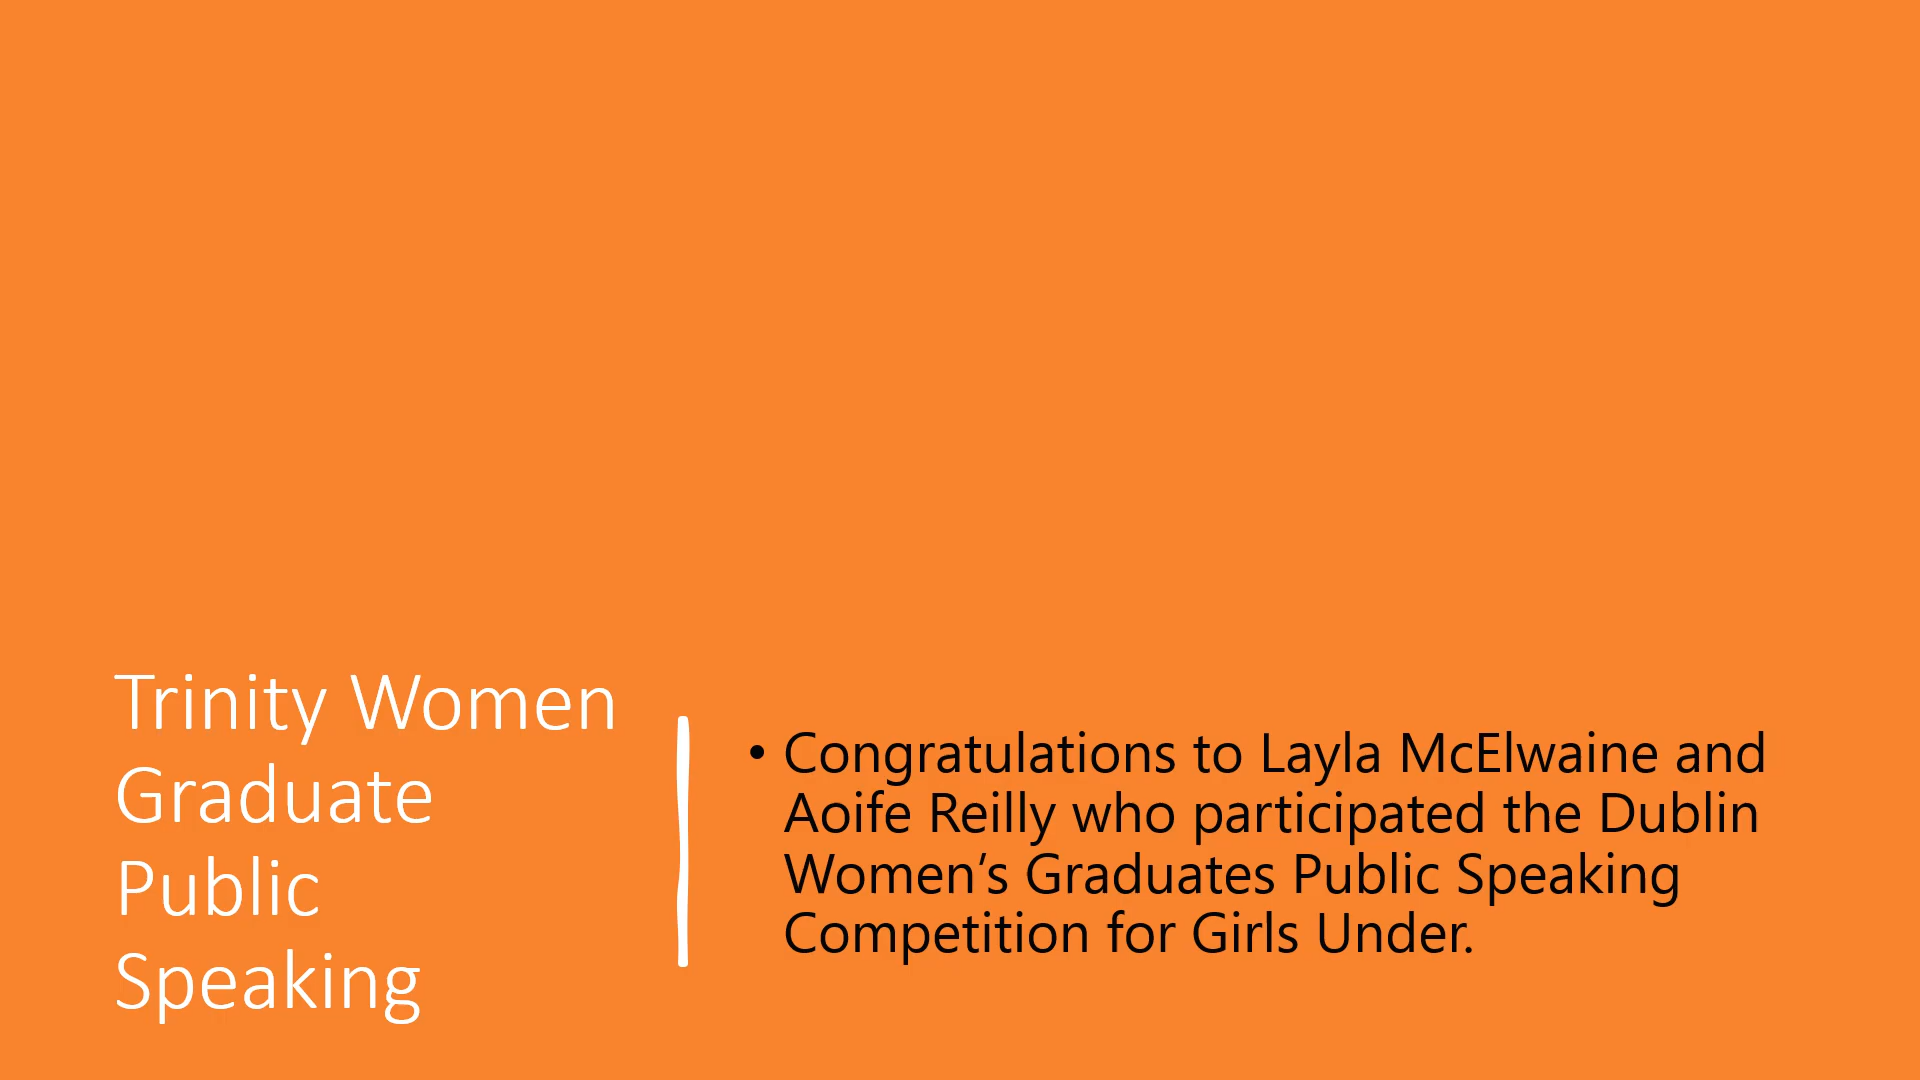 Trinity Women
Graduate
Public
Speaking
• Congratulations to Layla McElwaine and
Aoife Reilly who participated the Dublin
Women’s Graduates Public Speaking
Competition for Girls Under.